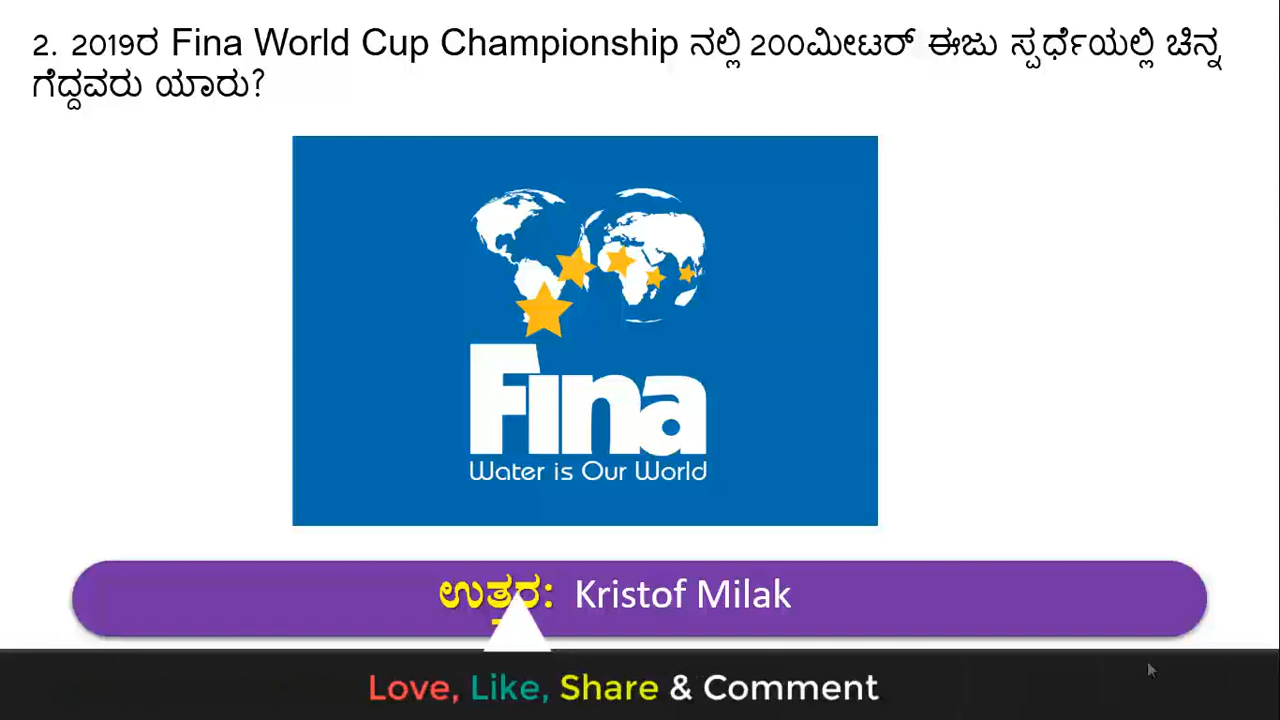 2. 2019ರ Fina World Cup Championship ನಲ್ಲಿ 200ಮೀಟರ್ ಈಜು ಸ್ಪರ್ಧೆಯಲ್ಲಿ ಚಿನ್ನ
ಗೆದ್ದವರು ಯಾರು?
Fina
Water is Our World
ಉತ್ತರ: Kristof Milak
Love, Like, Share & Comment